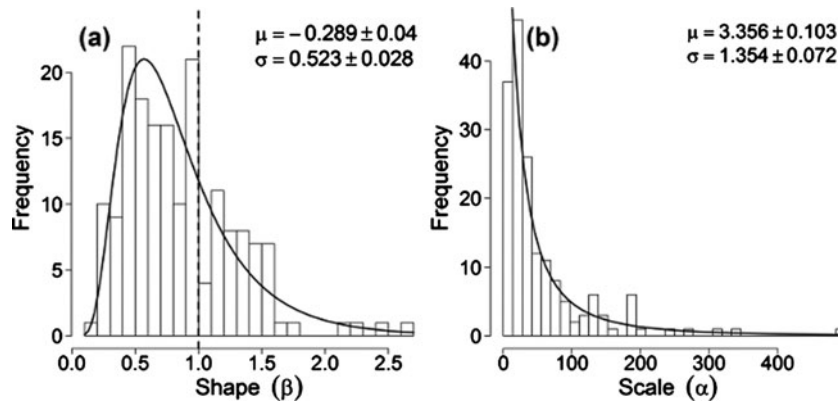 (a)
μ = − 0.289 ± 0.04
σ = 0.523 ± 0.028
Frequency
20
15
10
5
0
0.0 0.5 1.0 1.5 2.0 2.5
Shape (β)
(b)
μ = 3.356 ± 0.103
σ = 1.354 ± 0.072
Frequency
40
30
20
10
0
0 100 200 300 400
Scale (α)